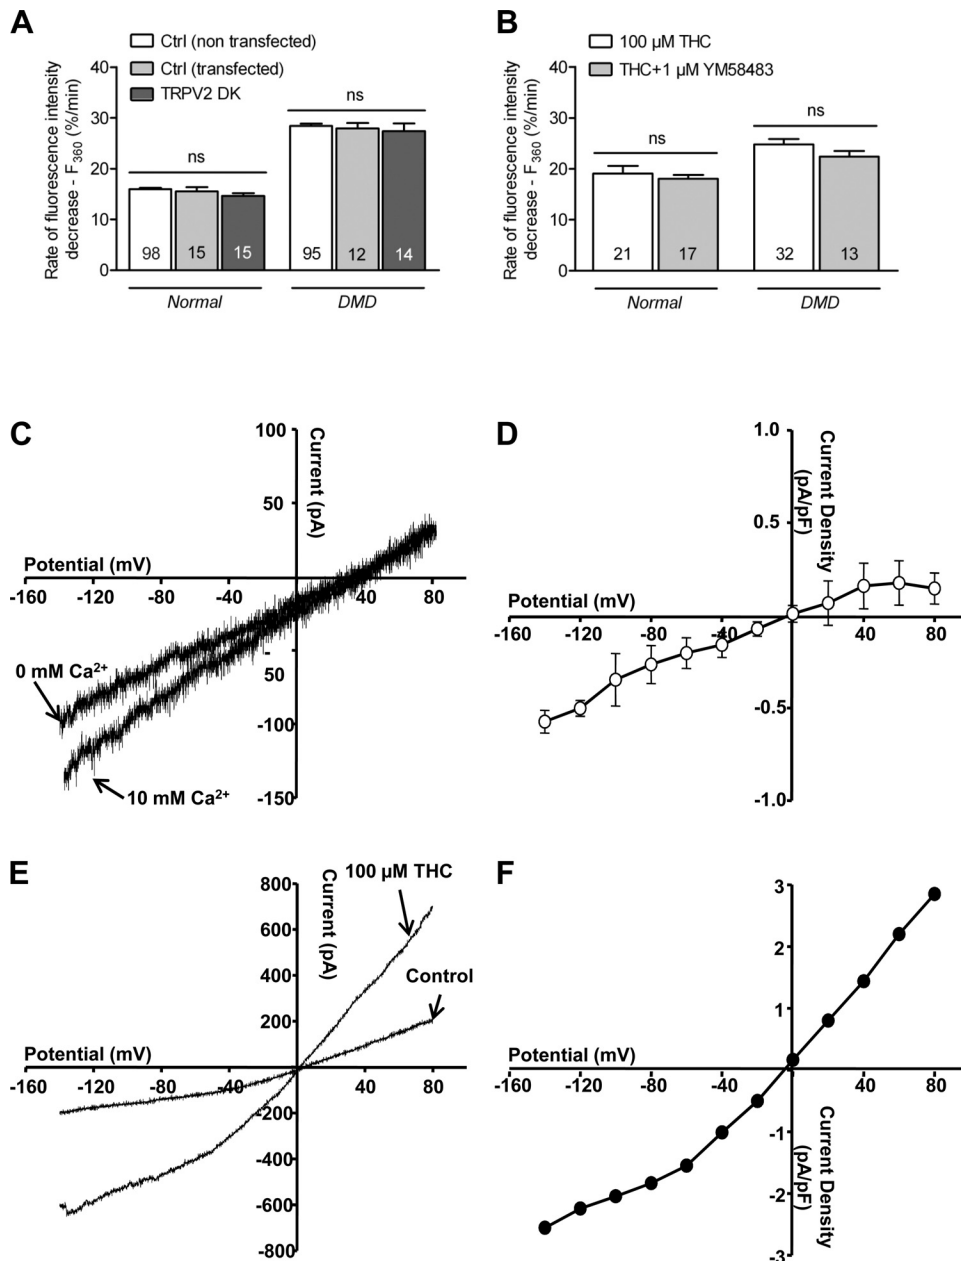 A
Ctrl (non transfected)
Ctrl (transfected)
TRPV2 DK
Rate of fluorescence intensity
decrease - F360 (%/min)
40
30
20
10
0
ns
ns
98
15
15
95
12
14
Normal
DMD
B
100 µM THC
THC+1 µM YM58483
Rate of fluorescence intensity
decrease - F360 (%/min)
40
30
20
10
0
ns
ns
21
17
32
13
Normal
DMD
C
100
50
-
50
-100
-150
Current (pA)
Potential (mV)
-160
-120
-80
-40
0
40
80
0 mM Ca²⁺
10 mM Ca²⁺
D
1.0
0.5
-0.5
-1.0
Current Density
(pA/pF)
Potential (mV)
-160
-120
-80
-40
0
40
80
E
100 µM THC
Control
800
600
400
200
-200
-400
-600
-800
Current (pA)
Potential (mV)
-160
-120
-80
-40
0
40
80
F
3
2
1
-1
-2
-3
Potential (mV)
-160
-120
-80
-40
0
40
80
Current Density
(pA/pF)